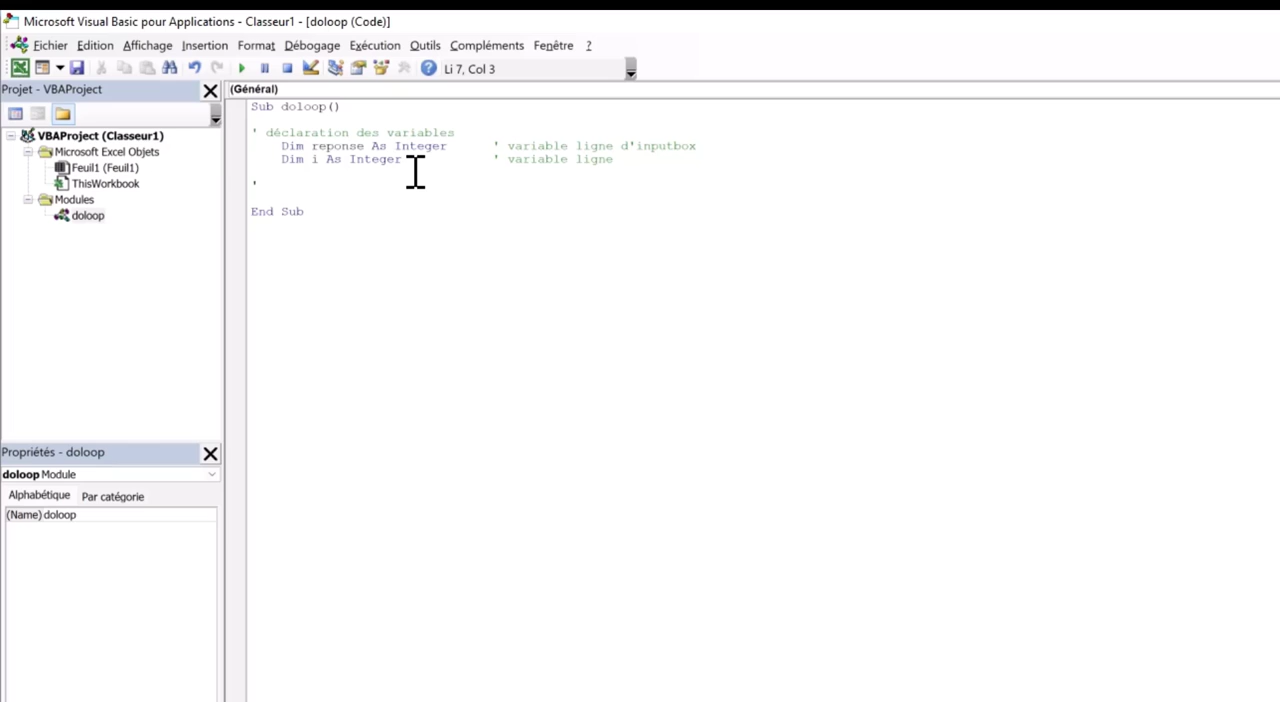 Microsoft Visual Basic pour Applications - Classeur1 - [doloop (Code)]
Fichier Edition Affichage Insertion Format Débogage Exécution Outils Compléments Fenêtre ?
Li 7, Col 3
Projet - VBAProject
VBAProject (Classeur1)
Microsoft Excel Objets
Feuil1 (Feuil1)
ThisWorkbook
Modules
doloop
Propriétés - doloop
doloop Module
Alphabétique Par catégorie
(Name) doloop
(Général)
Sub doloop()
' déclaration des variables
Dim reponse As Integer ' variable ligne d'inputbox
Dim i As Integer ' variable ligne
'
End Sub